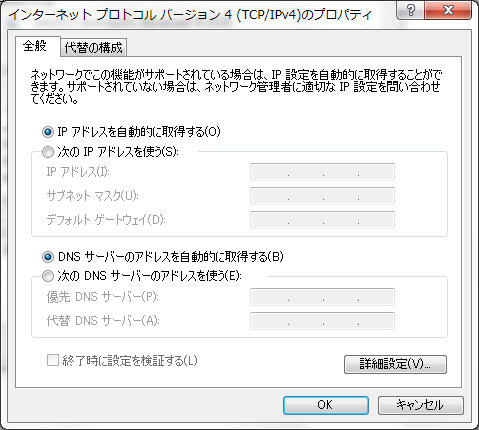 インターネット プロトコル バージョン 4 (TCP/IPv4)のプロパティ
全般
代替の構成
ネットワークでこの機能がサポートされている場合は、IP 設定を自動的に取得することがで
きます。サポートされていない場合は、ネットワーク管理者に適切な IP 設定を問い合わせ
てください。
IP アドレスを自動的に取得する(O)
次の IP アドレスを使う(S):
IP アドレス(I):
サブネット マスク(U):
デフォルト ゲートウェイ(D):
DNS サーバーのアドレスを自動的に取得する(B)
次の DNS サーバーのアドレスを使う(E):
優先 DNS サーバー(P):
代替 DNS サーバー(A):
終了時に設定を検証する(L)
詳細設定(V)...
OK
キャンセル